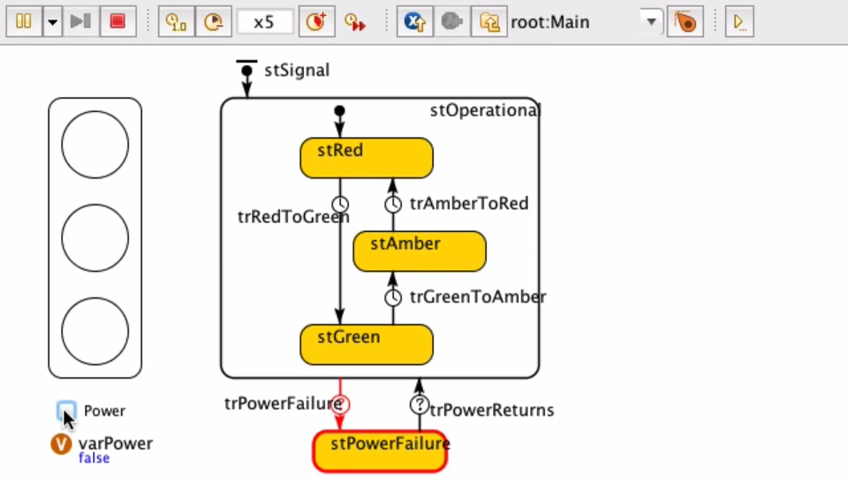 x5
root:Main
stSignal
stOperational
stRed
trAmberToRed
trRedToGreen
stAmber
trGreenToAmber
stGreen
trPowerFailure
?
?
trPowerReturns
Power
V
varPower
false
stPowerFailure